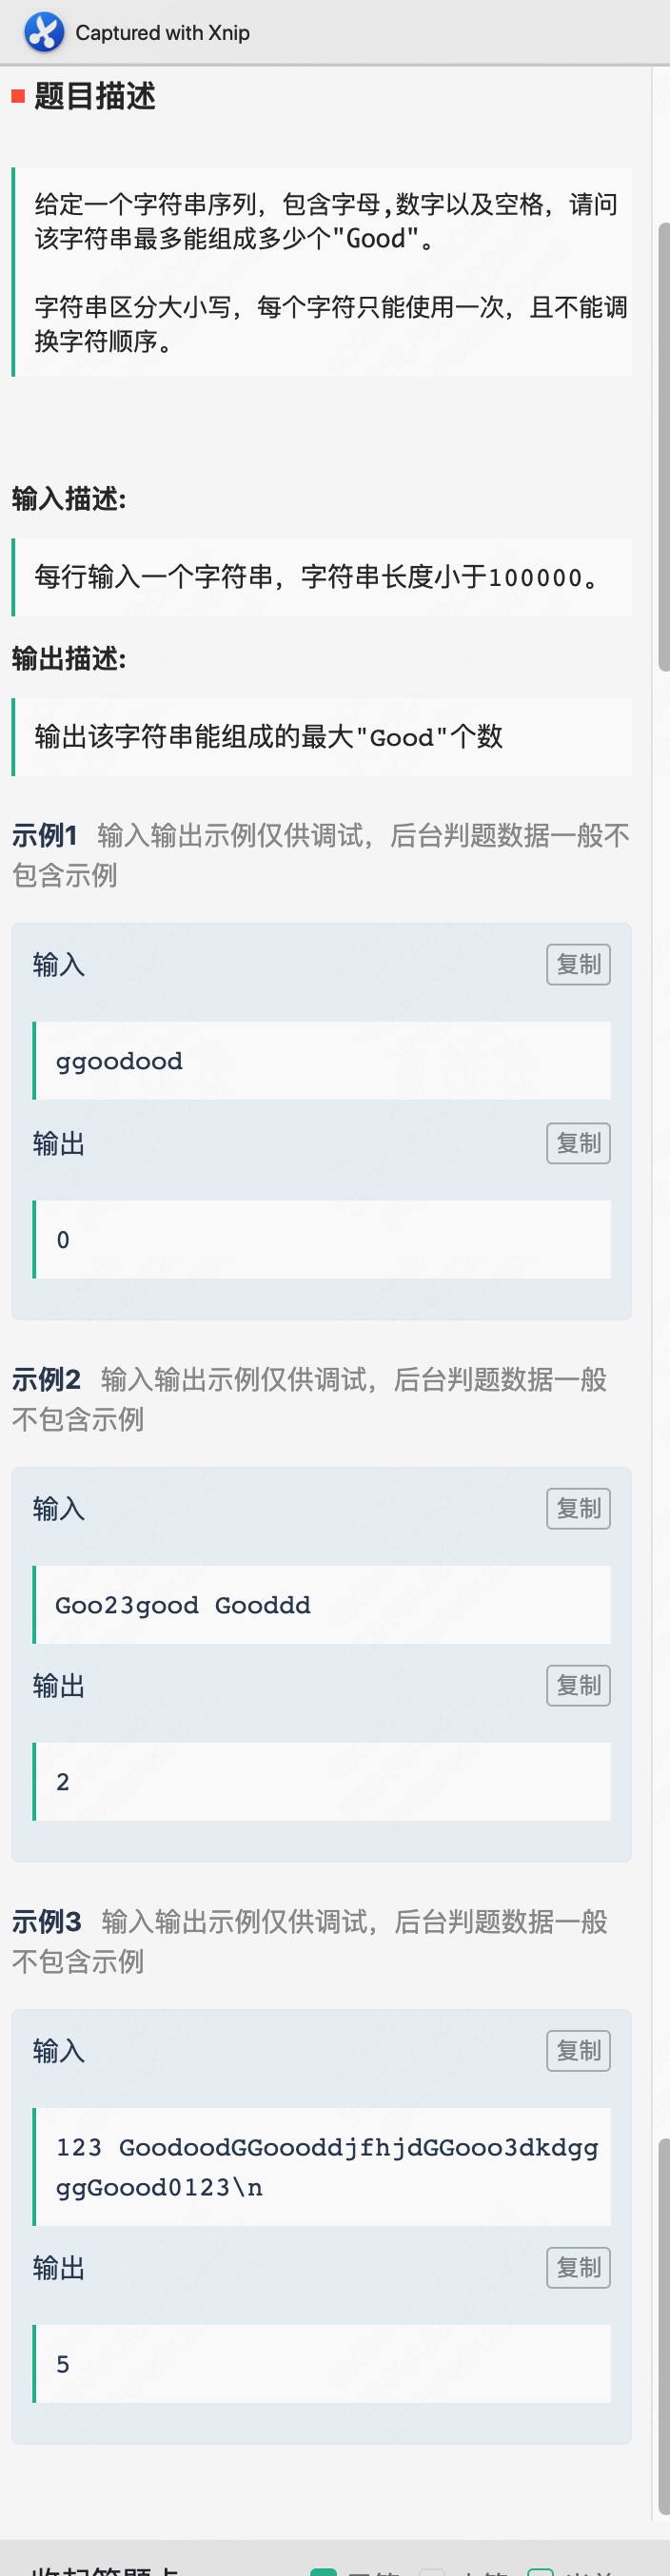 Captured with Xnip
题目描述
给定一个字符串序列，包含字母,数字以及空格，请问
该字符串最多能组成多少个"Good"。
字符串区分大小写，每个字符只能使用一次，且不能调
换字符顺序。
输入描述:
每行输入一个字符串，字符串长度小于100000。
输出描述:
输出该字符串能组成的最大"Good"个数
示例1 输入输出示例仅供调试，后台判题数据一般不
包含示例
输入 复制
ggoodood
输出 复制
0
示例2 输入输出示例仅供调试，后台判题数据一般
不包含示例
输入 复制
Goo23good Gooddd
输出 复制
2
示例3 输入输出示例仅供调试，后台判题数据一般
不包含示例
输入 复制
123 GoodoodGGoooddjfhjdGGooo3dkdgg
ggGoood0123\n
输出 复制
5